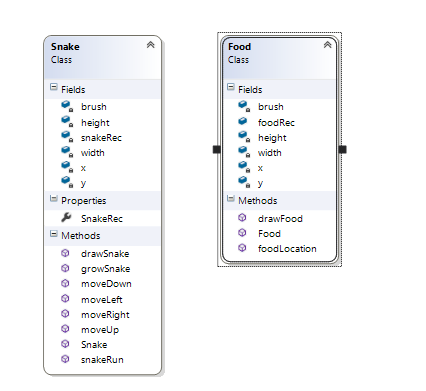 Snake
Class
Fields
brush
height
snakeRec
width
x
y
Properties
SnakeRec
Methods
drawSnake
growSnake
moveDown
moveLeft
moveRight
moveUp
Snake
snakeRun
Food
Class
Fields
brush
foodRec
height
width
x
y
Methods
drawFood
Food
foodLocation